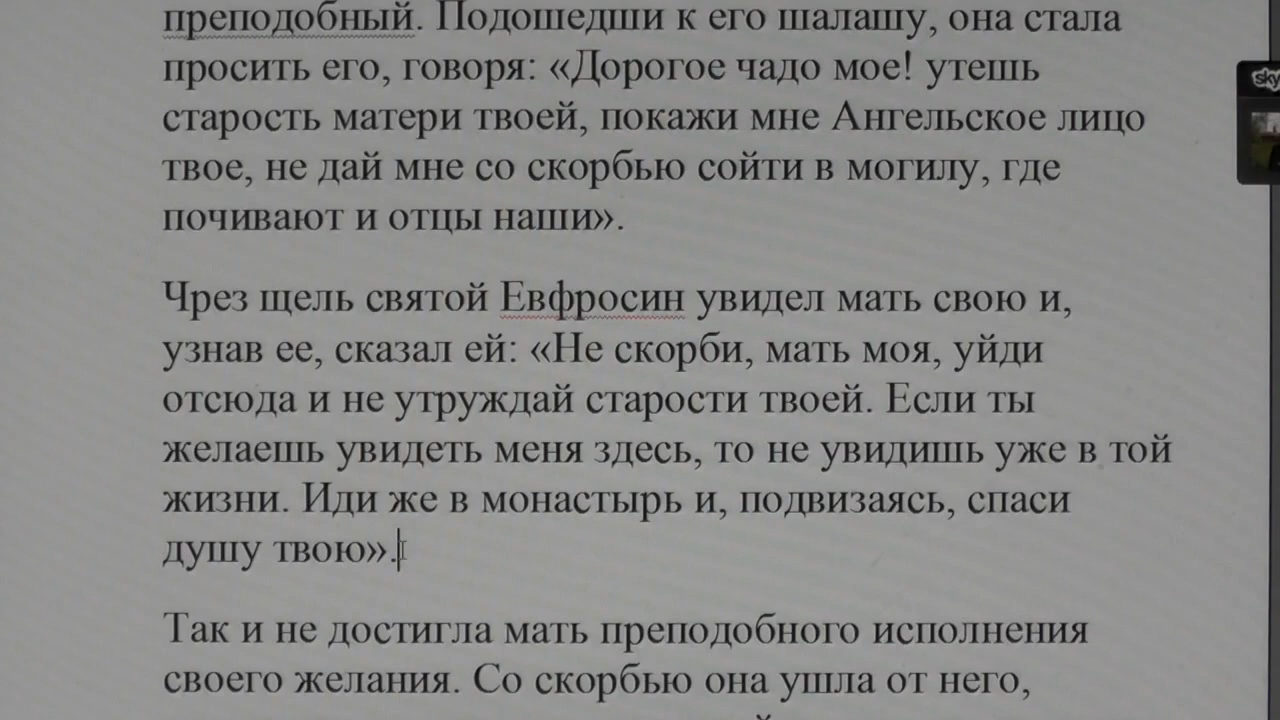 преподобный. Подошедши к его шалашу, она стала
просить его, говоря: «Дорогое чадо мое! утешь
старость матери твоей, покажи мне Ангельское лицо
твое, не дай мне со скорбью сойти в могилу, где
почивают и отцы наши».
Чрез щель святой Евфросин увидел мать свою и,
узнав ее, сказал ей: «Не скорби, мать моя, уйди
отсюда и не утруждай старости твоей. Если ты
желаешь увидеть меня здесь, то не увидишь уже в той
жизни. Иди же в монастырь и, подвизаясь, спаси
душу твою».
Так и не достигла мать преподобного исполнения
своего желания. Со скорбью она ушла от него,
sky